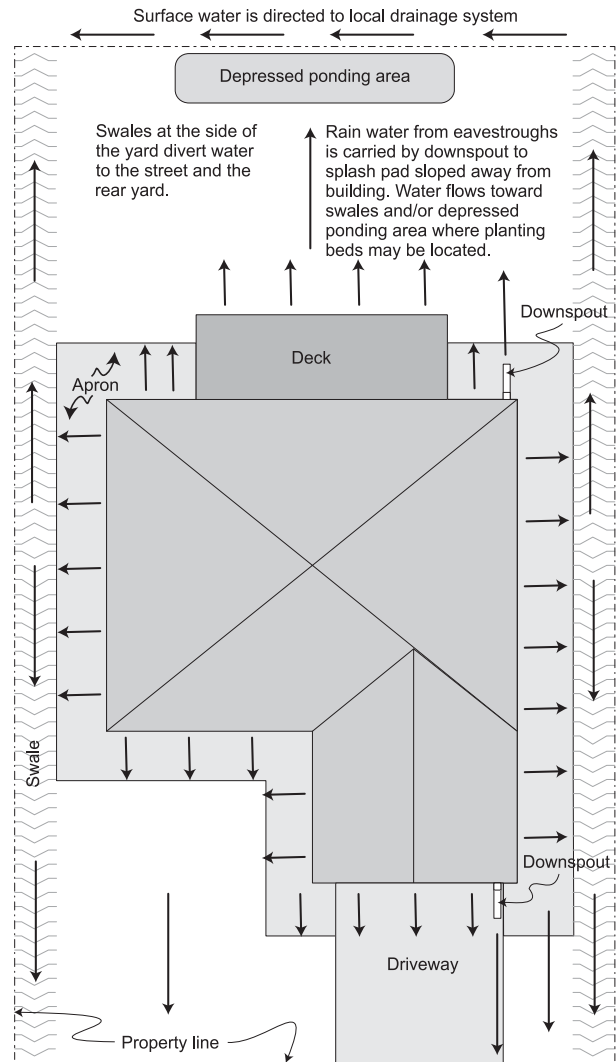 Surface water is directed to local drainage system
Depressed ponding area
Swales at the side of
the yard divert water
to the street and the
rear yard.
Rain water from eavestroughs
is carried by downspout to
splash pad sloped away from
building. Water flows toward
swales and/or depressed
ponding area where planting
beds may be located.
Downspout
Deck
Apron
Swale
Downspout
Driveway
Property line